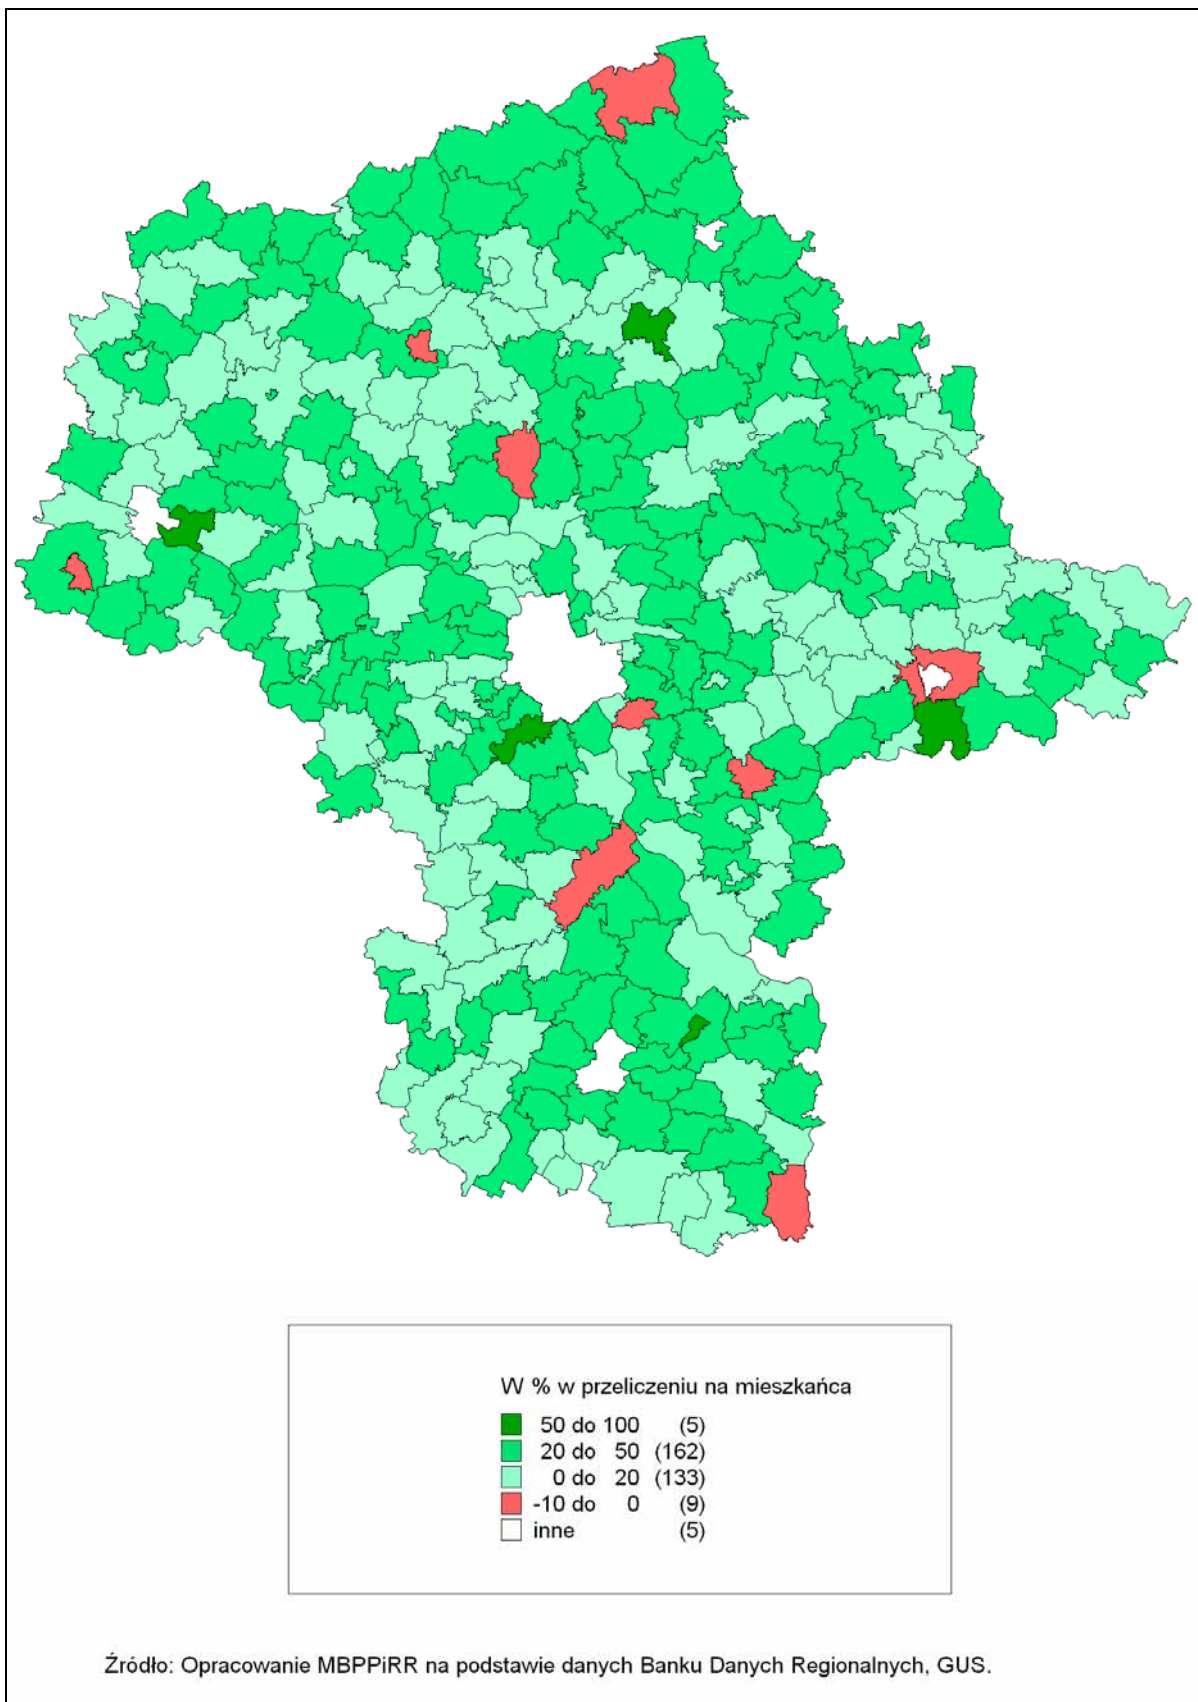 W % w przeliczeniu na mieszkańca
50 do 100 (5)
20 do 50 (162)
0 do 20 (133)
-10 do 0 (9)
inne (5)
Źródło: Opracowanie MBPPiRR na podstawie danych Banku Danych Regionalnych, GUS.